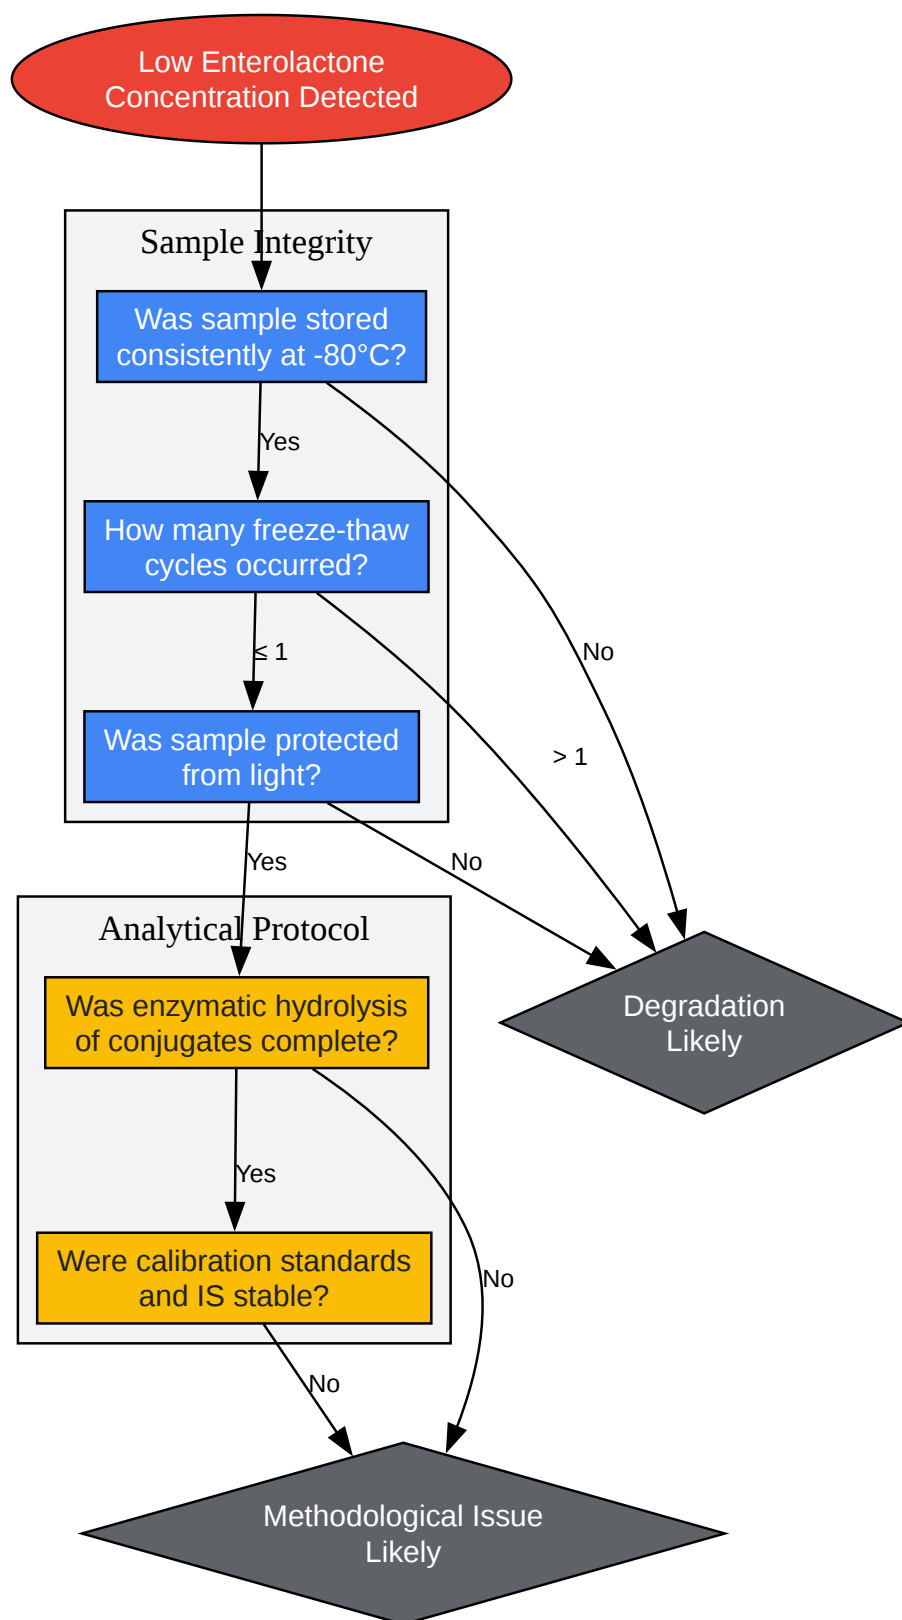 Low Enterolactone
Concentration Detected
Sample Integrity
Was sample stored
consistently at -80°C?
Yes
How many freeze-thaw
cycles occurred?
No
≤ 1
Was sample protected
from light?
> 1
Yes
No
Analytical Protocol
Was enzymatic hydrolysis
of conjugates complete?
Degradation
Likely
Yes
Were calibration standards
and IS stable?
No
No
Methodological Issue
Likely